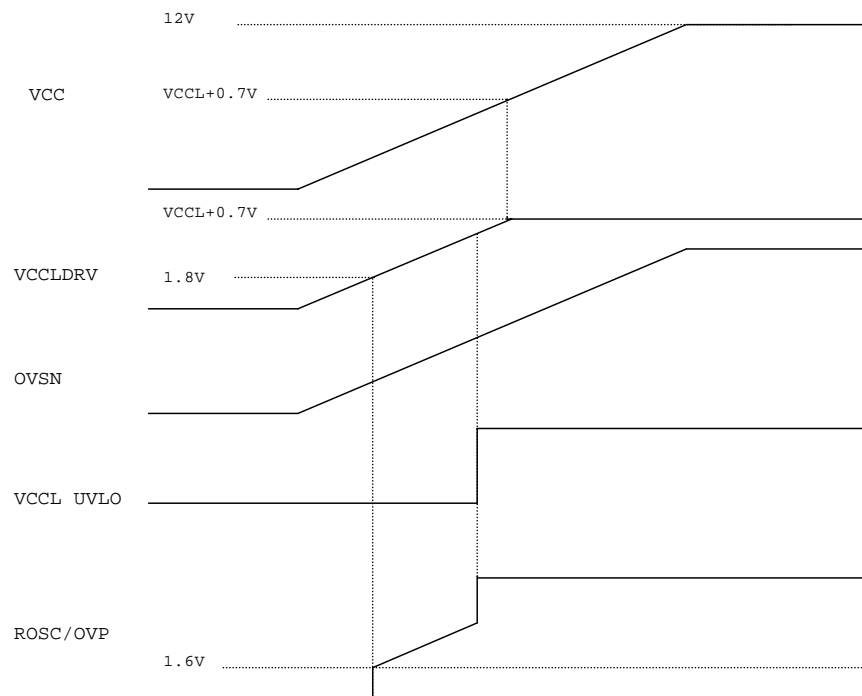 12V
VCC
VCCL+0.7V
VCCL+0.7V
VCCLDRV
1.8V
OVSN
VCCL UVLO
ROSC/OVP
1.6V